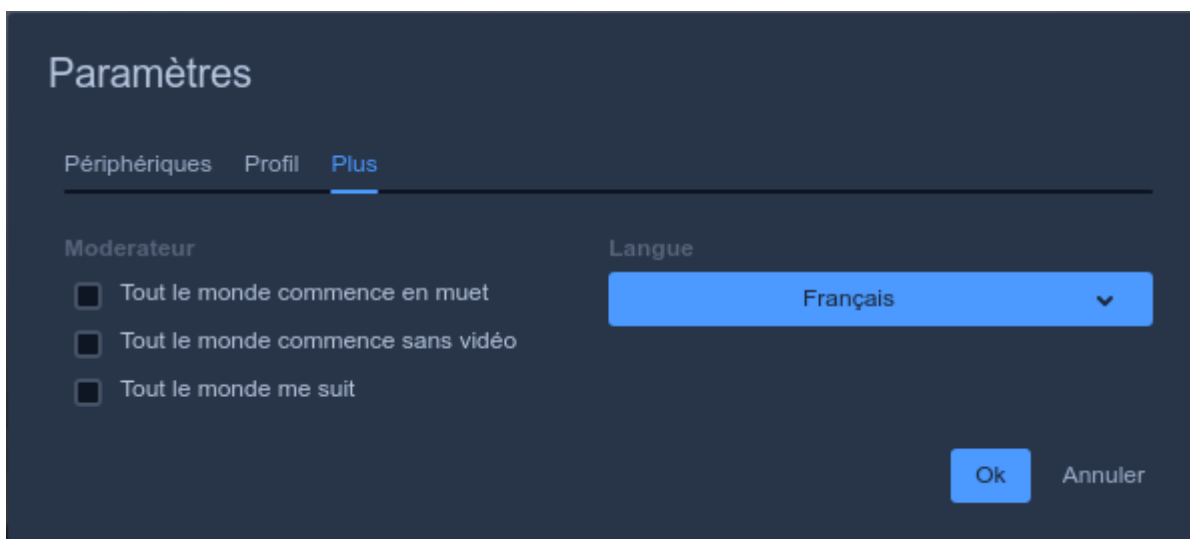 Paramètres
Périphériques Profil Plus
Moderateur
Tout le monde commence en muet
Tout le monde commence sans vidéo
Tout le monde me suit
Langue
Français
Ok Annuler